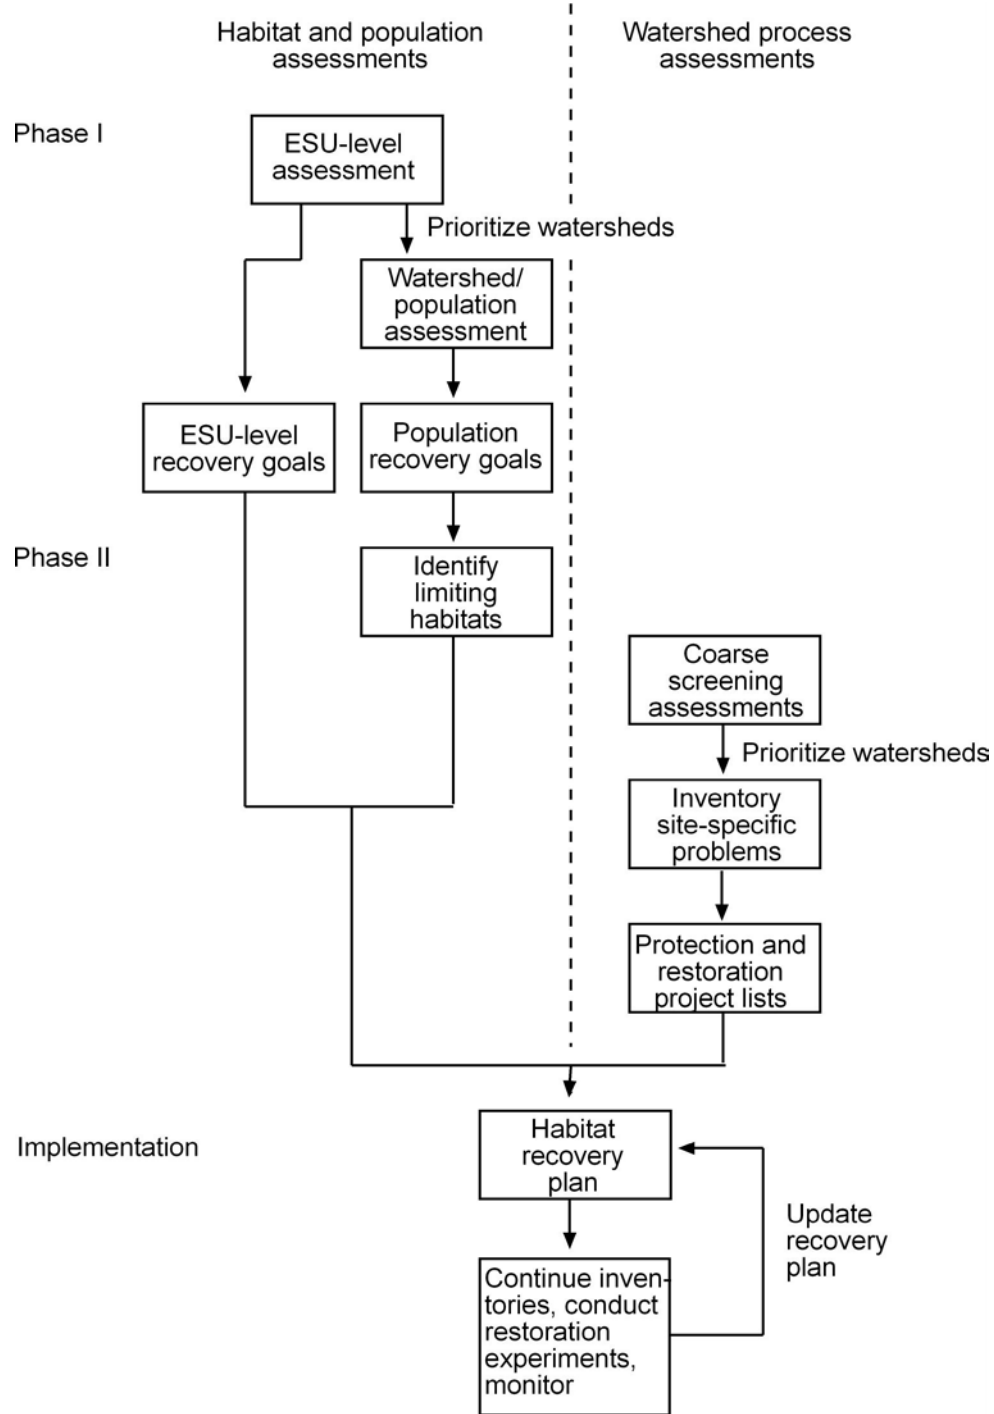 Habitat and population
assessments
Watershed process
assessments
Phase I
ESU-level
assessment
Prioritize watersheds
Watershed/
population
assessment
ESU-level
recovery goals
Population
recovery goals
Phase II
Identify
limiting
habitats
Coarse
screening
assessments
Prioritize watersheds
Inventory
site-specific
problems
Protection and
restoration
project lists
Implementation
Habitat
recovery
plan
Update
recovery
plan
Continue inven-
tories, conduct
restoration
experiments,
monitor